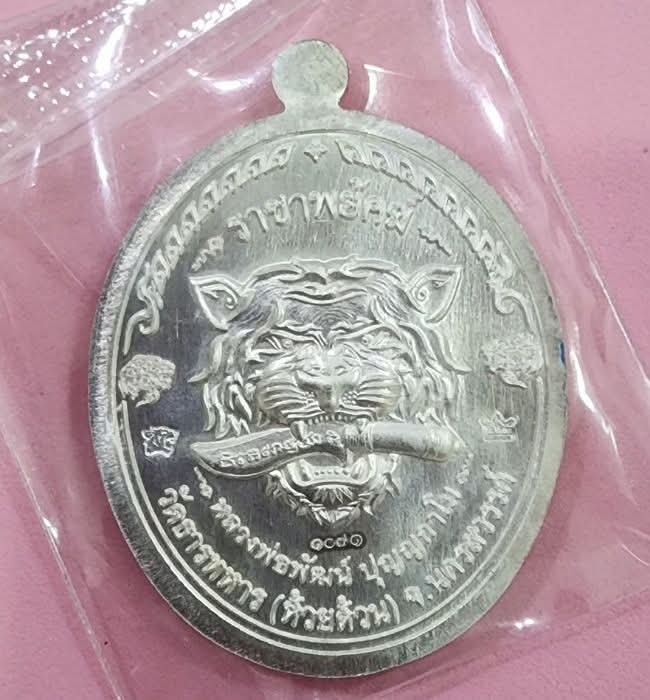 ราชาพยัคฆ์
๑๐๙๑
หลวงพ่อพัฒน์ ปุญญกาโม
วัดธารทหาร (ห้วยด้วน) จ.นครสวรรค์